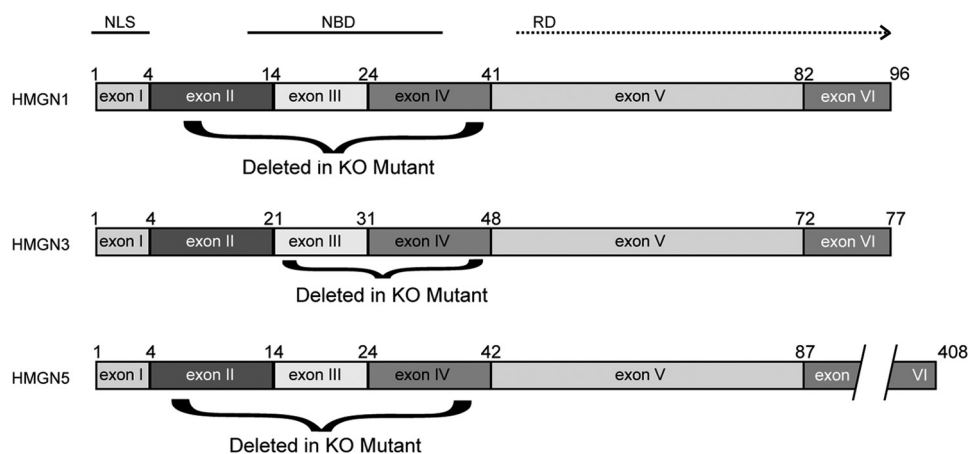 NLS NBD RD
1 4 14 24 41 82 96
HMGN1 exon I exon II exon III exon IV exon V exon VI
Deleted in KO Mutant
1 4 21 31 48 72 77
HMGN3 exon I exon II exon III exon IV exon V exon VI
Deleted in KO Mutant
1 4 14 24 42 87 408
HMGN5 exon I exon II exon III exon IV exon V exon VI
Deleted in KO Mutant